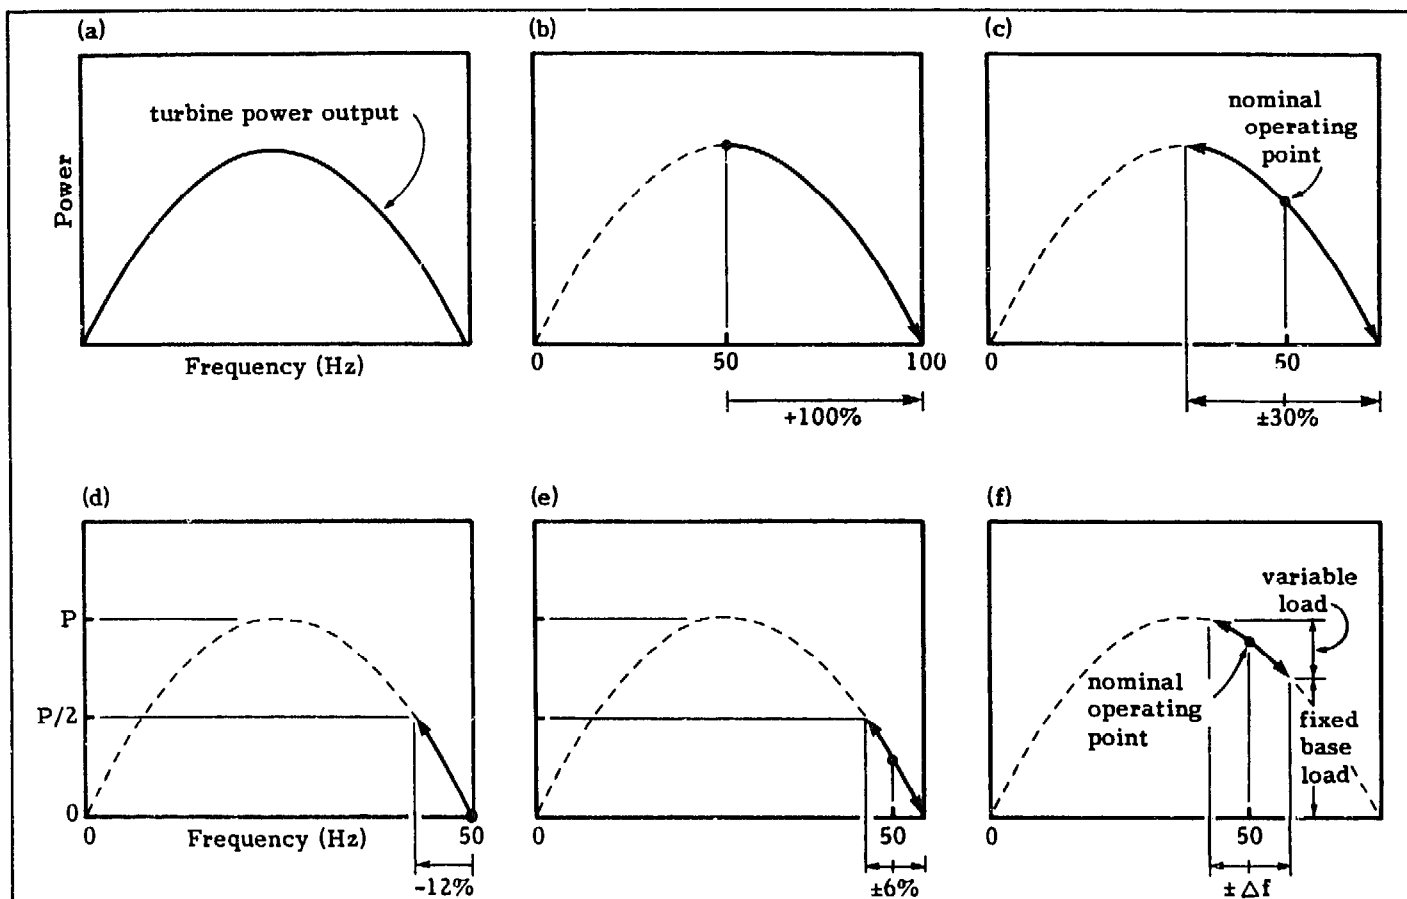 (a)
turbine power output
Power
Frequency (Hz)
(b)
0
50
100
+100%
(c)
nominal
operating
point
0
50
±30%
(d)
P
P/2
0
0
Frequency (Hz)
50
-12%
(e)
0
50
±6%
(f)
variable
load
nominal
operating
point
fixed
base
load
0
50
± △f